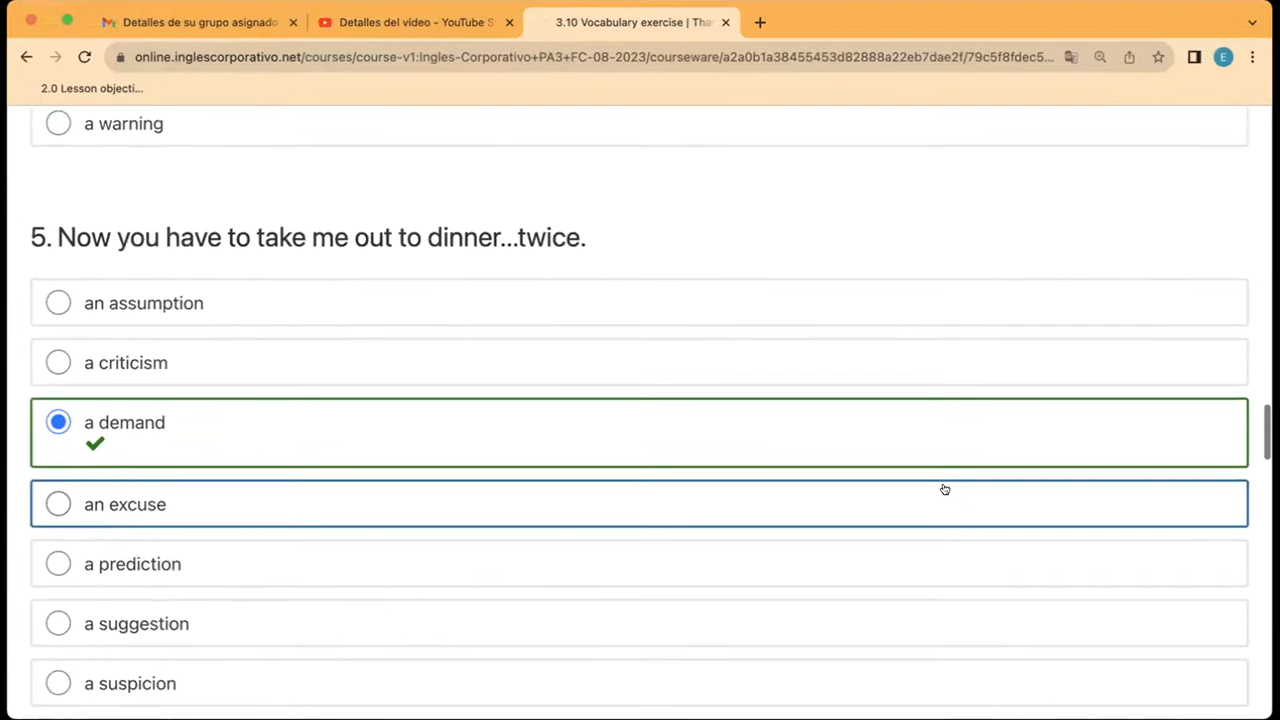 Detalles de su grupo asignado
Detalles del vídeo - YouTube S
3.10 Vocabulary exercise | Tha
online.inglescorporativo.net/courses/course-v1:Ingles-Corporativo+PA3+FC-08-2023/courseware/a2a0b1a38455453d82888a22eb7dae2f/79c5f8fdec5...
E
2.0 Lesson objecti...
a warning
5. Now you have to take me out to dinner...twice.
an assumption
a criticism
a demand
an excuse
a prediction
a suggestion
a suspicion